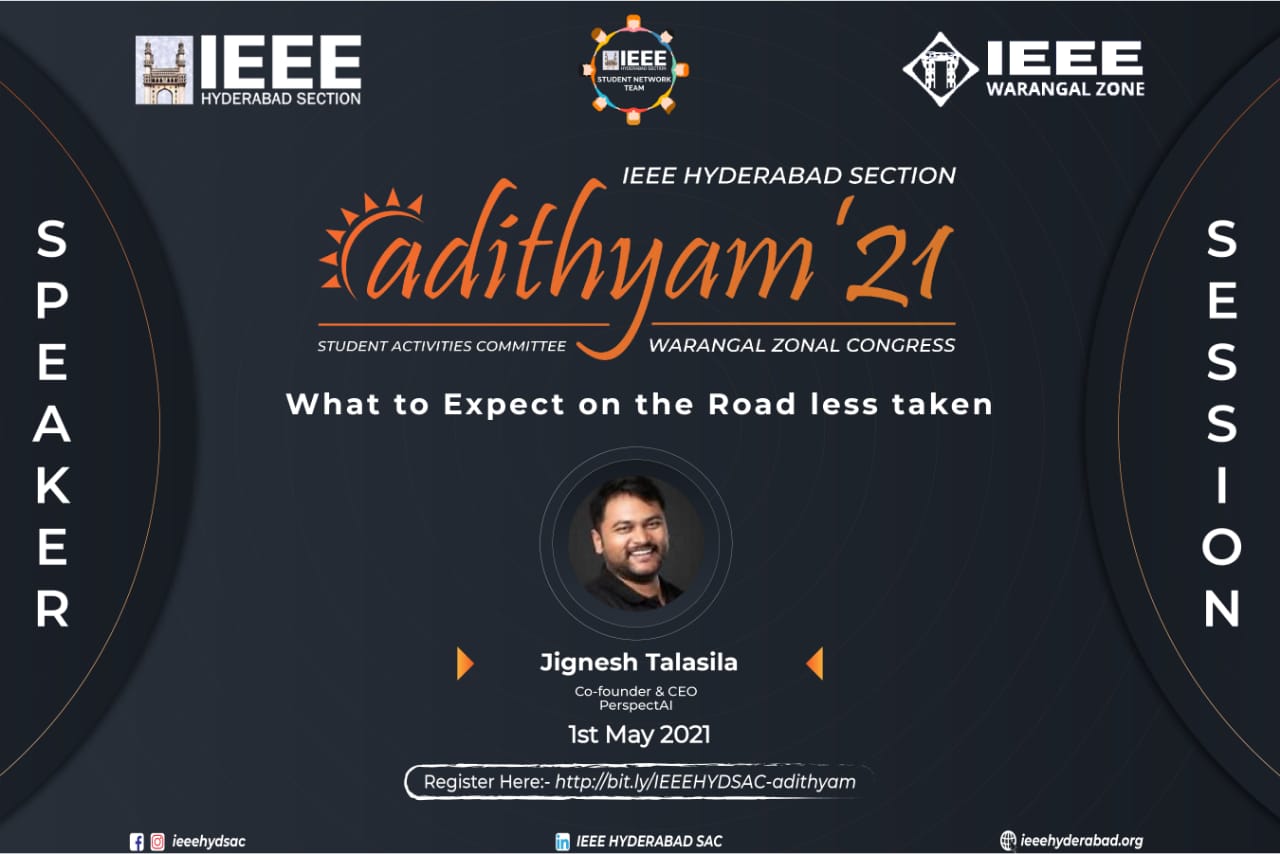 IEEE
HYDERABAD SECTION
IEEE
HYDERABAD SECTION
STUDENT NETWORK
TEAM
IEEE
WARANGAL ZONE
IEEE HYDERABAD SECTION
adithyam'21
STUDENT ACTIVITIES COMMITTEE
WARANGAL ZONAL CONGRESS
What to Expect on the Road less taken
SPEAKER
SESSION
Jignesh Talasila
Co-founder & CEO
PerspectAI
1st May 2021
Register Here:- http://bit.ly/IEEEHYDSAC-adithyam
ieeehydsac
IEEE HYDERABAD SAC
ieeehyderabad.org